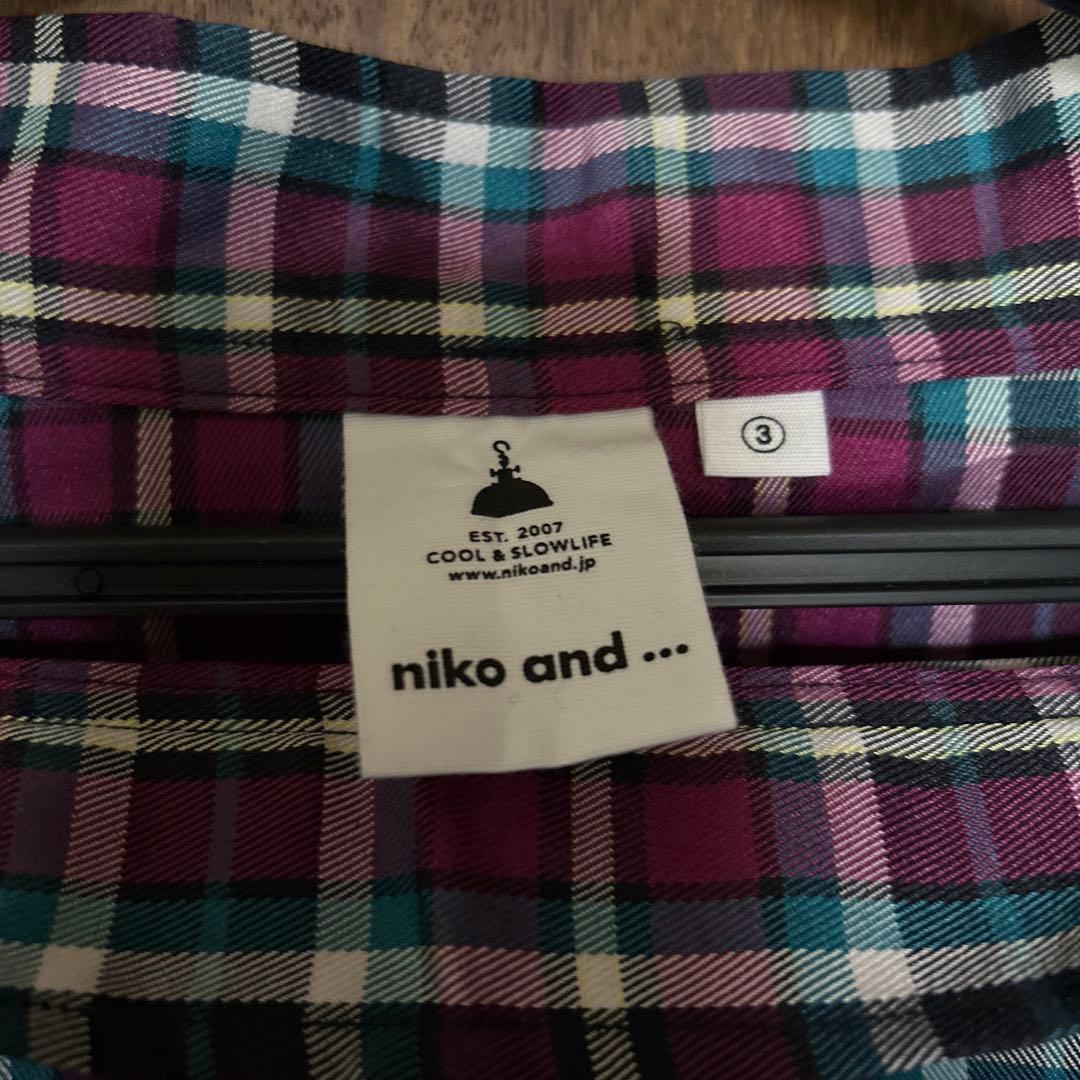 ③
EST. 2007
COOL & SLOWLIFE
www.nikoand.jp
niko and ...